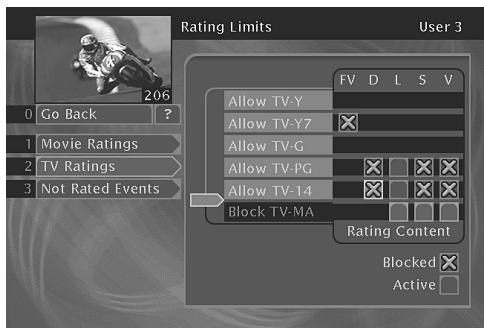 Rating Limits User 3
206
FV D L S V
0 Go Back ?
Allow TV-Y
Allow TV-Y7
1 Movie Ratings
Allow TV-G
2 TV Ratings
Allow TV-PG
3 Not Rated Events
Allow TV-14
Block TV-MA
Rating Content
Blocked
Active